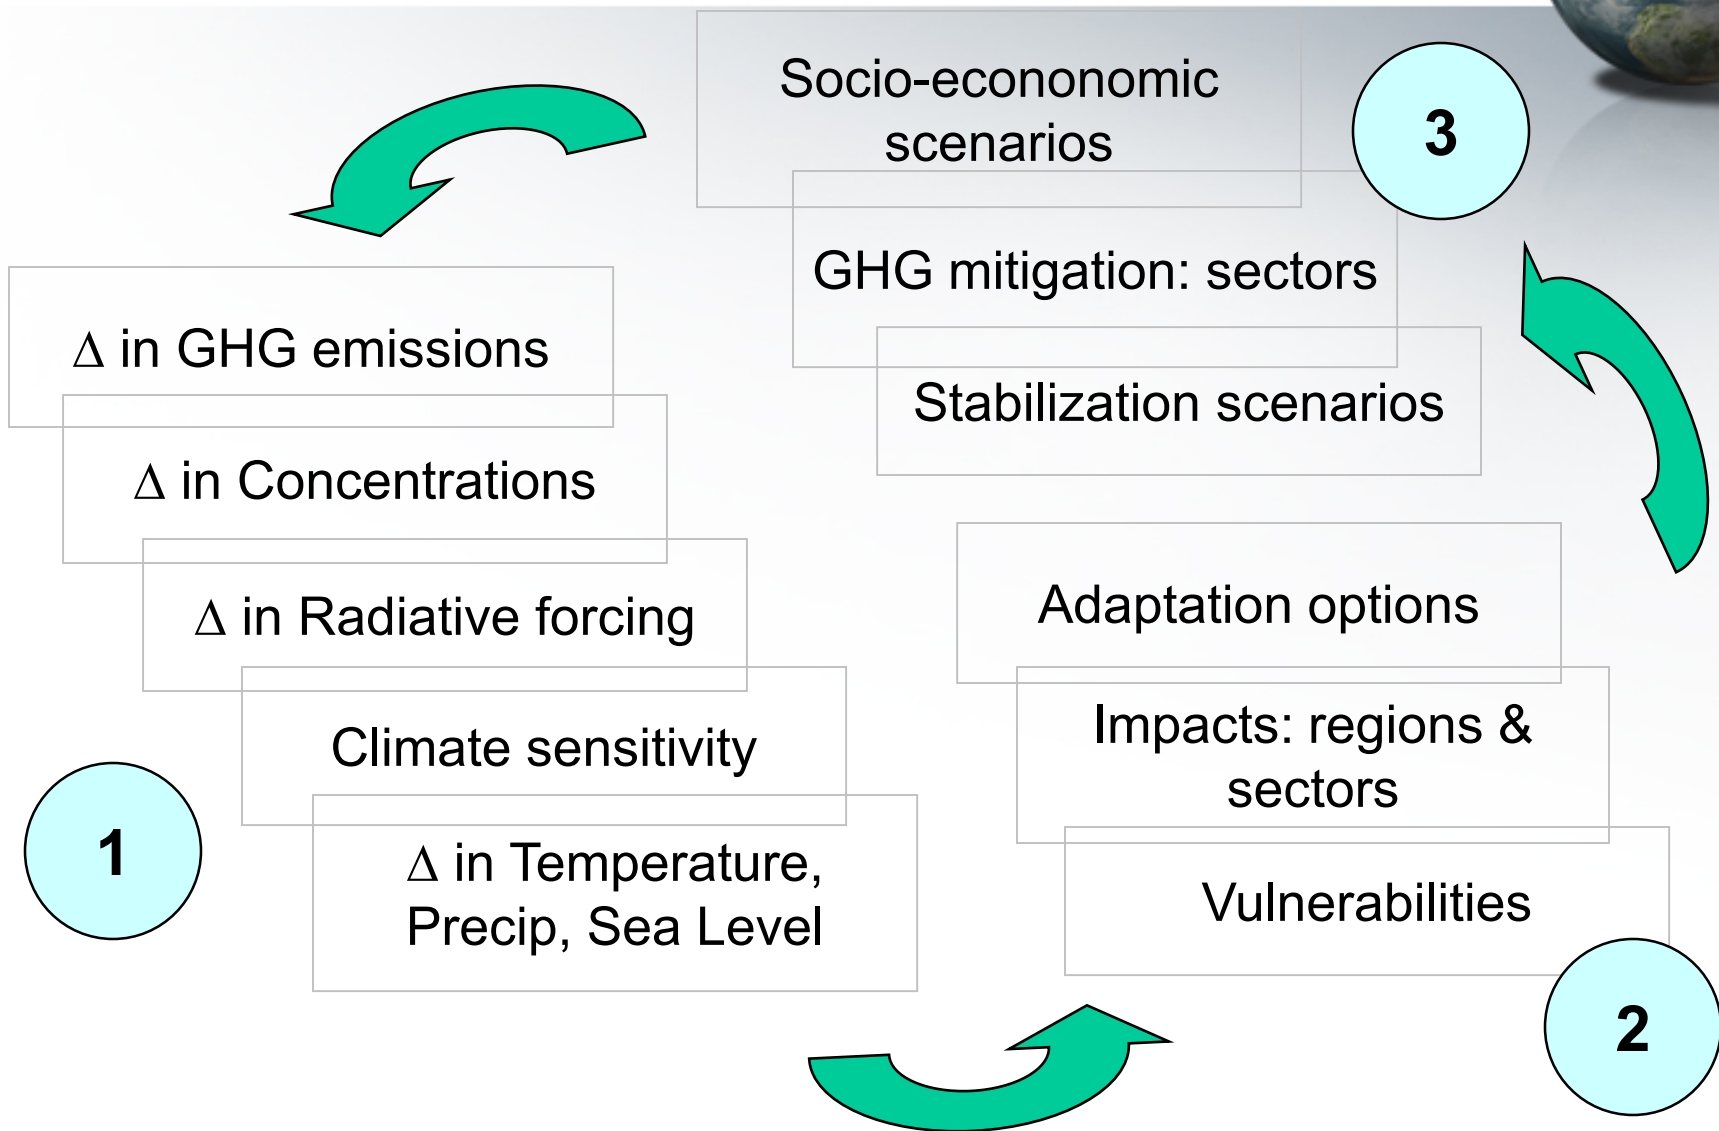 Socio-econonomic
scenarios
3
GHG mitigation: sectors
Stabilization scenarios
Δ in GHG emissions
Δ in Concentrations
Δ in Radiative forcing
Climate sensitivity
Δ in Temperature,
Precip, Sea Level
1
Adaptation options
Impacts: regions &
sectors
Vulnerabilities
2